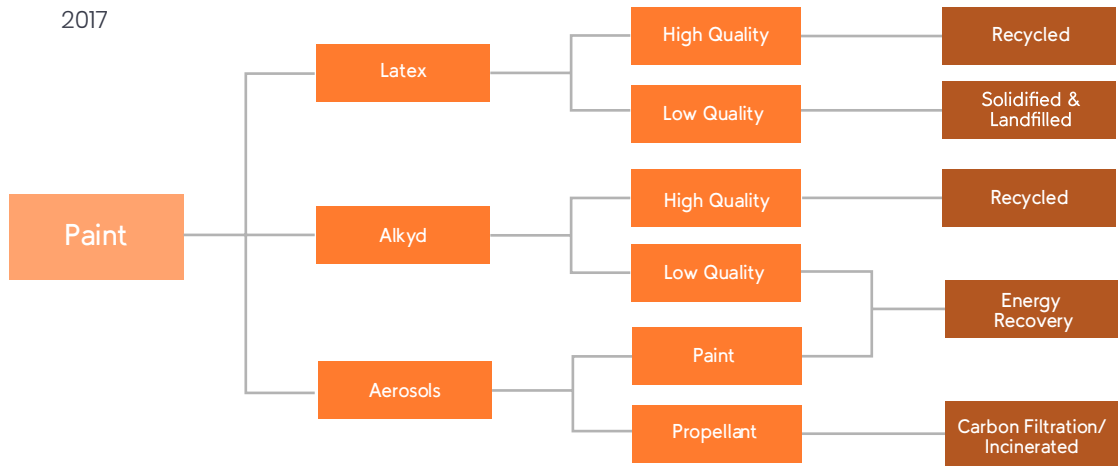 2017
Paint
Latex
Alkyd
Aerosols
High Quality
Low Quality
High Quality
Low Quality
Paint
Propellant
Recycled
Solidified &
Landfilled
Recycled
Energy
Recovery
Carbon Filtration/
Incinerated